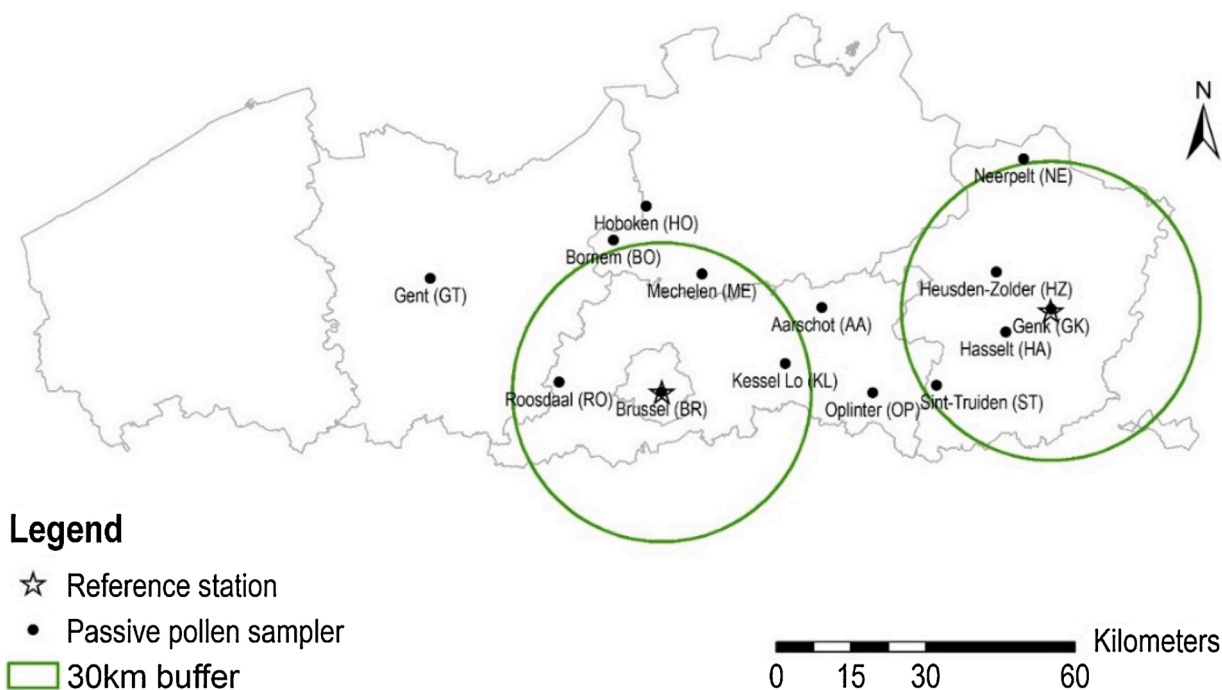 N
Neerpelt (NE)
Hoboken (HO)
Bornem (BO)
Gent (GT)
Mechelen (ME)
Heusden-Zolder (HZ)
Aarschot (AA)
Genk (GK)
Hasselt (HA)
Kessel Lo (KL)
Roosdaal (RO)
Brussel (BR)
Oplinter (OP)
Sint-Truiden (ST)
Legend
Reference station
Passive pollen sampler
30km buffer
Kilometers
0 15 30 60